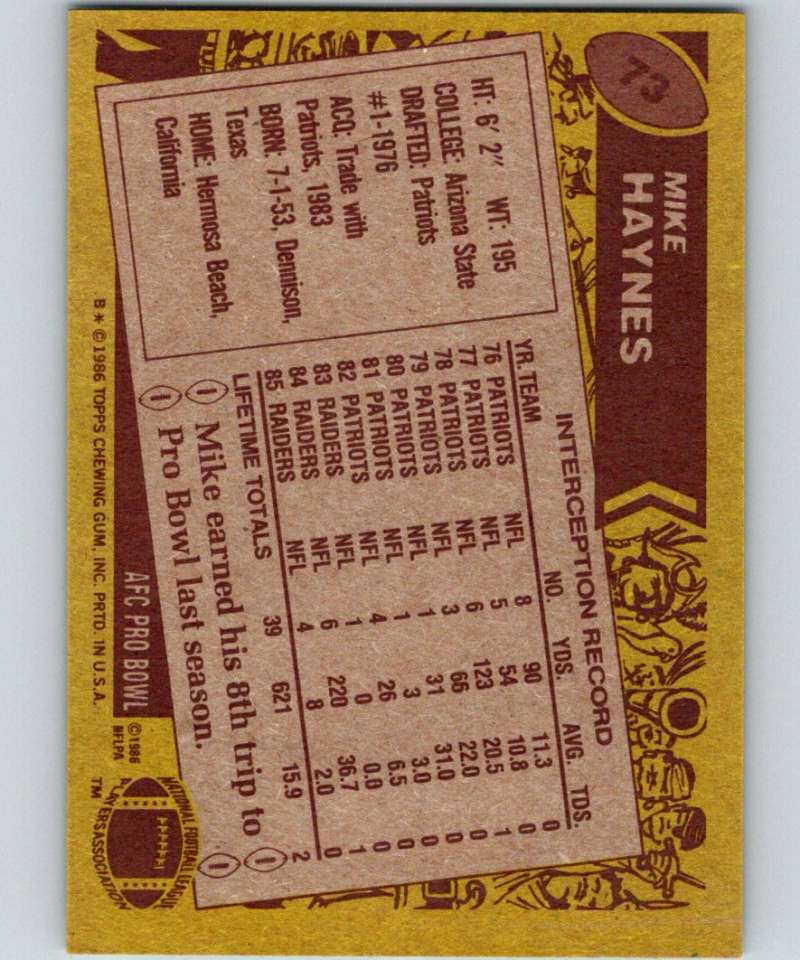 73
MIKE
HAYNES
HT: 6' 2" WT: 195
COLLEGE: Arizona State
DRAFTED: Patriots
#1-1976
ACQ: Trade with
Patriots, 1983
BORN: 7-1-53, Dennison,
Texas
HOME: Hermosa Beach,
California
INTERCEPTION RECORD
YR. TEAM NO. YDS. AVG. TDS.
76 PATRIOTS NFL 8 90 11.3 0
77 PATRIOTS NFL 5 54 10.8 1
78 PATRIOTS NFL 6 123 20.5 0
79 PATRIOTS NFL 3 66 22.0 0
80 PATRIOTS NFL 1 31 31.0 0
81 PATRIOTS NFL 1 3 3.0 0
82 PATRIOTS NFL 4 26 6.5 0
83 RAIDERS NFL 1 0 0.0 0
84 RAIDERS NFL 6 220 36.7 1
85 RAIDERS NFL 4 8 2.0 0
LIFETIME TOTALS 39 621 15.9 2
Mike earned his 8th trip to
Pro Bowl last season.
AFC PRO BOWL
©1986
NFLPA
NATIONAL FOOTBALL LEAGUE
PLAYERS ASSOCIATION
TM
B * ©1986 TOPPS CHEWING GUM, INC. PRTD. IN U.S.A.